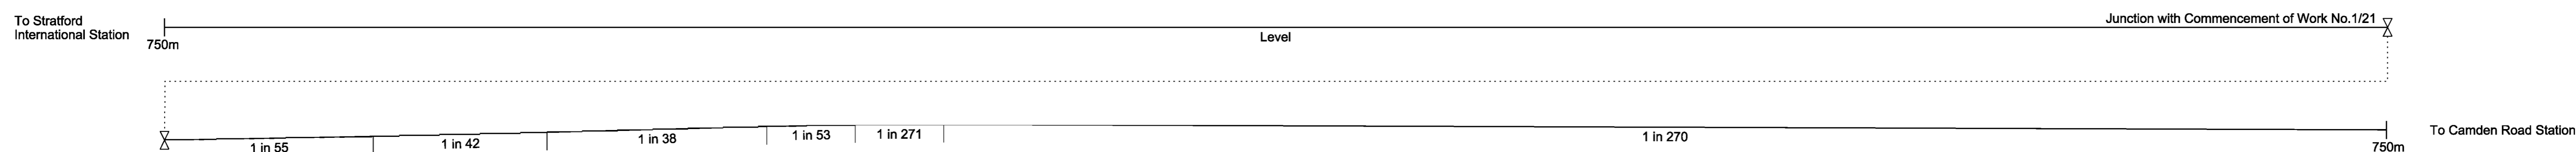 To Stratford
International Station
750m
Level
Junction with Commencement of Work No.1/21
1 in 55
1 in 42
1 in 38
1 in 53
1 in 271
1 in 270
750m
To Camden Road Station